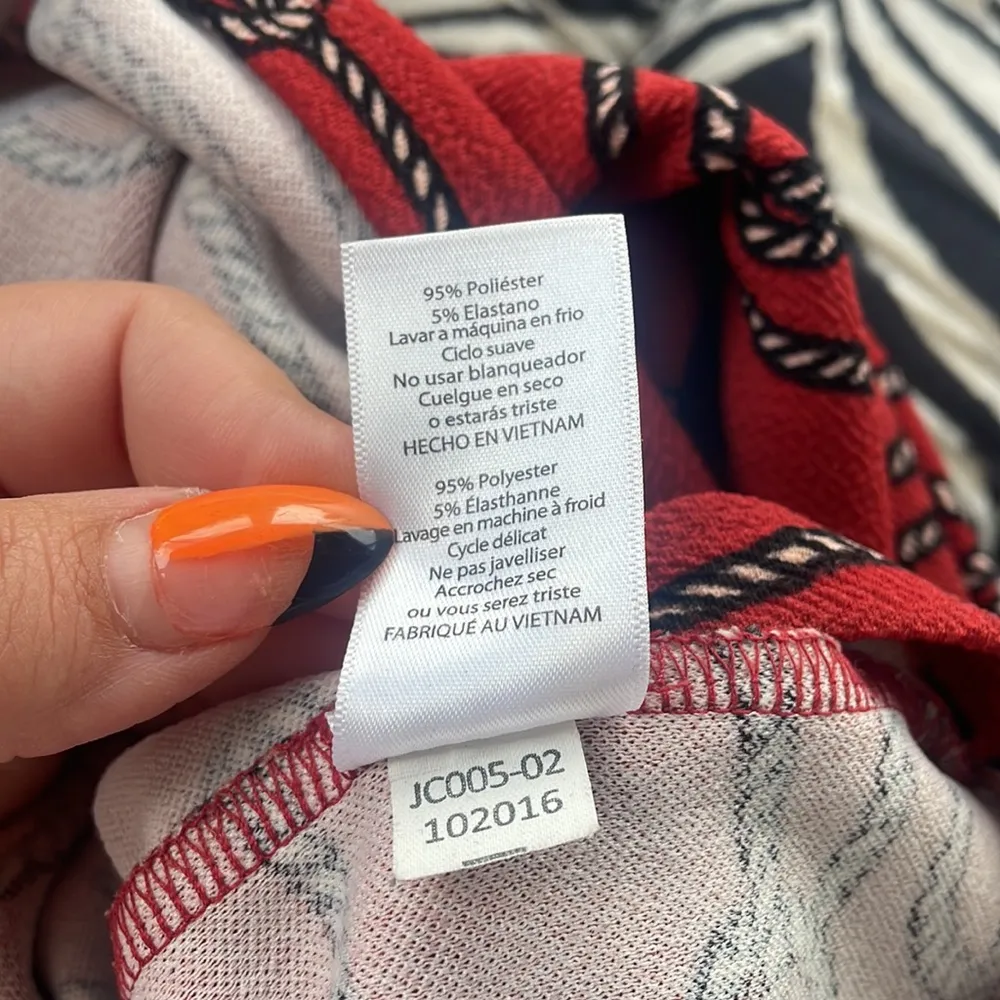 95% Poliéster
5% Elastano
Lavar a máquina en frio
Ciclo suave
No usar blanqueador
Cuelgue en seco
o estarás triste
HECHO EN VIETNAM
95% Polyester
5% Élasthanne
Lavage en machine à froid
Cycle délicat
Ne pas javelliser
Accrochez sec
ou vous serez triste
FABRIQUÉ AU VIETNAM
JC005-02
102016